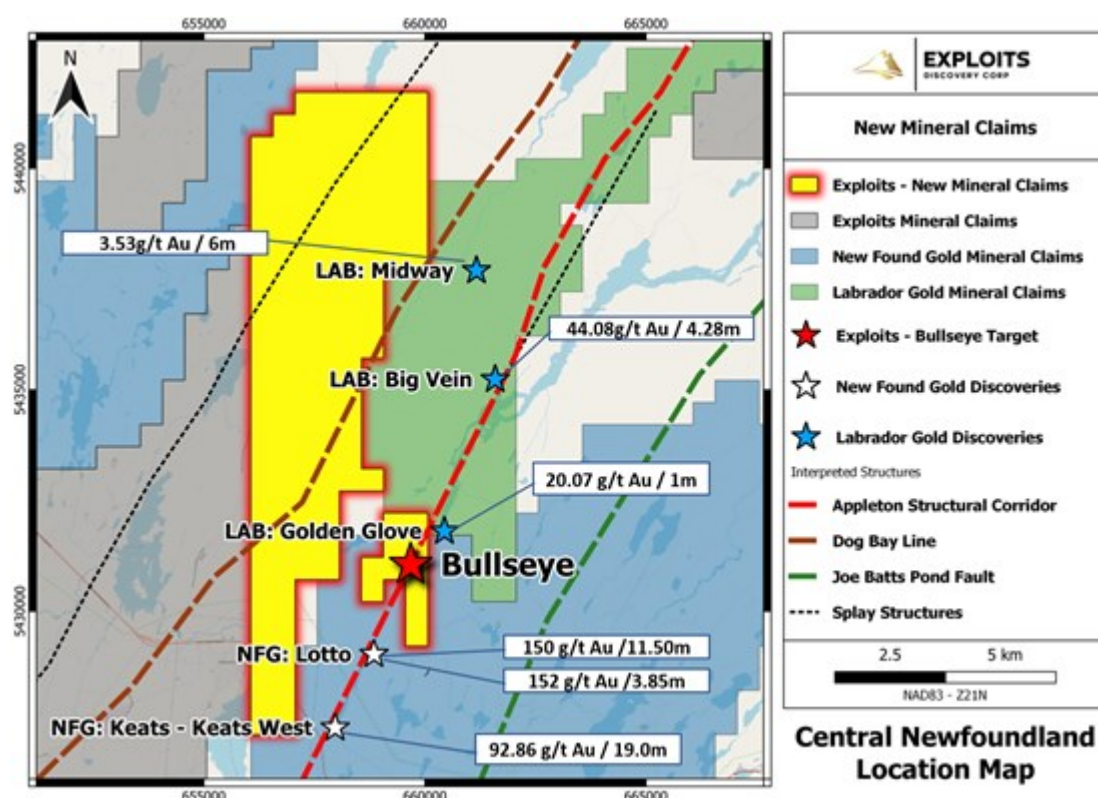 655000
660000
665000
N
5440000
5435000
5430000
3.53g/t Au / 6m
LAB: Midway
44.08g/t Au / 4.28m
LAB: Big Vein
20.07 g/t Au / 1m
LAB: Golden Glove
Bullseye
150 g/t Au /11.50m
NFG: Lotto
152 g/t Au /3.85m
NFG: Keats - Keats West
92.86 g/t Au / 19.0m
655000
660000
665000
EXPLOITS
DISCOVERY CORP
New Mineral Claims
Exploits - New Mineral Claims
Exploits Mineral Claims
New Found Gold Mineral Claims
Labrador Gold Mineral Claims
Exploits - Bullseye Target
New Found Gold Discoveries
Labrador Gold Discoveries
Interpreted Structures
Appleton Structural Corridor
Dog Bay Line
Joe Batts Pond Fault
Splay Structures
2.5
5 km
NAD83 - Z21N
Central Newfoundland
Location Map